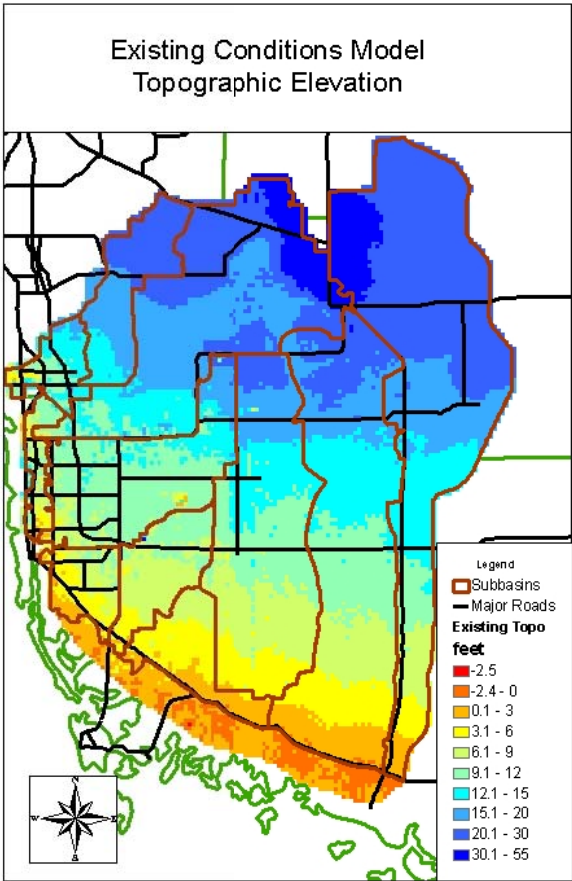 Existing Conditions Model
Topographic Elevation
Legend
Subbasins
Major Roads
Existing Topo
feet
-2.5
-2.4 - 0
0.1 - 3
3.1 - 6
6.1 - 9
9.1 - 12
12.1 - 15
15.1 - 20
20.1 - 30
30.1 - 55
N
W
E
S